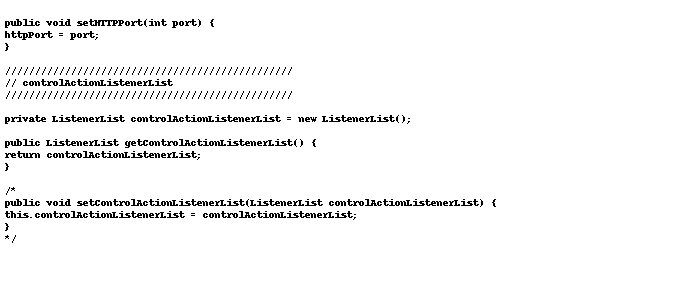 public void setHTTPPort(int port) {
httpPort = port;
}
////////////////////////////////////////////////
// controlActionListenerList
////////////////////////////////////////////////
private ListenerList controlActionListenerList = new ListenerList();
public ListenerList getControlActionListenerList() {
return controlActionListenerList;
}
/*
public void setControlActionListenerList(ListenerList controlActionListenerList) {
this.controlActionListenerList = controlActionListenerList;
}
*/